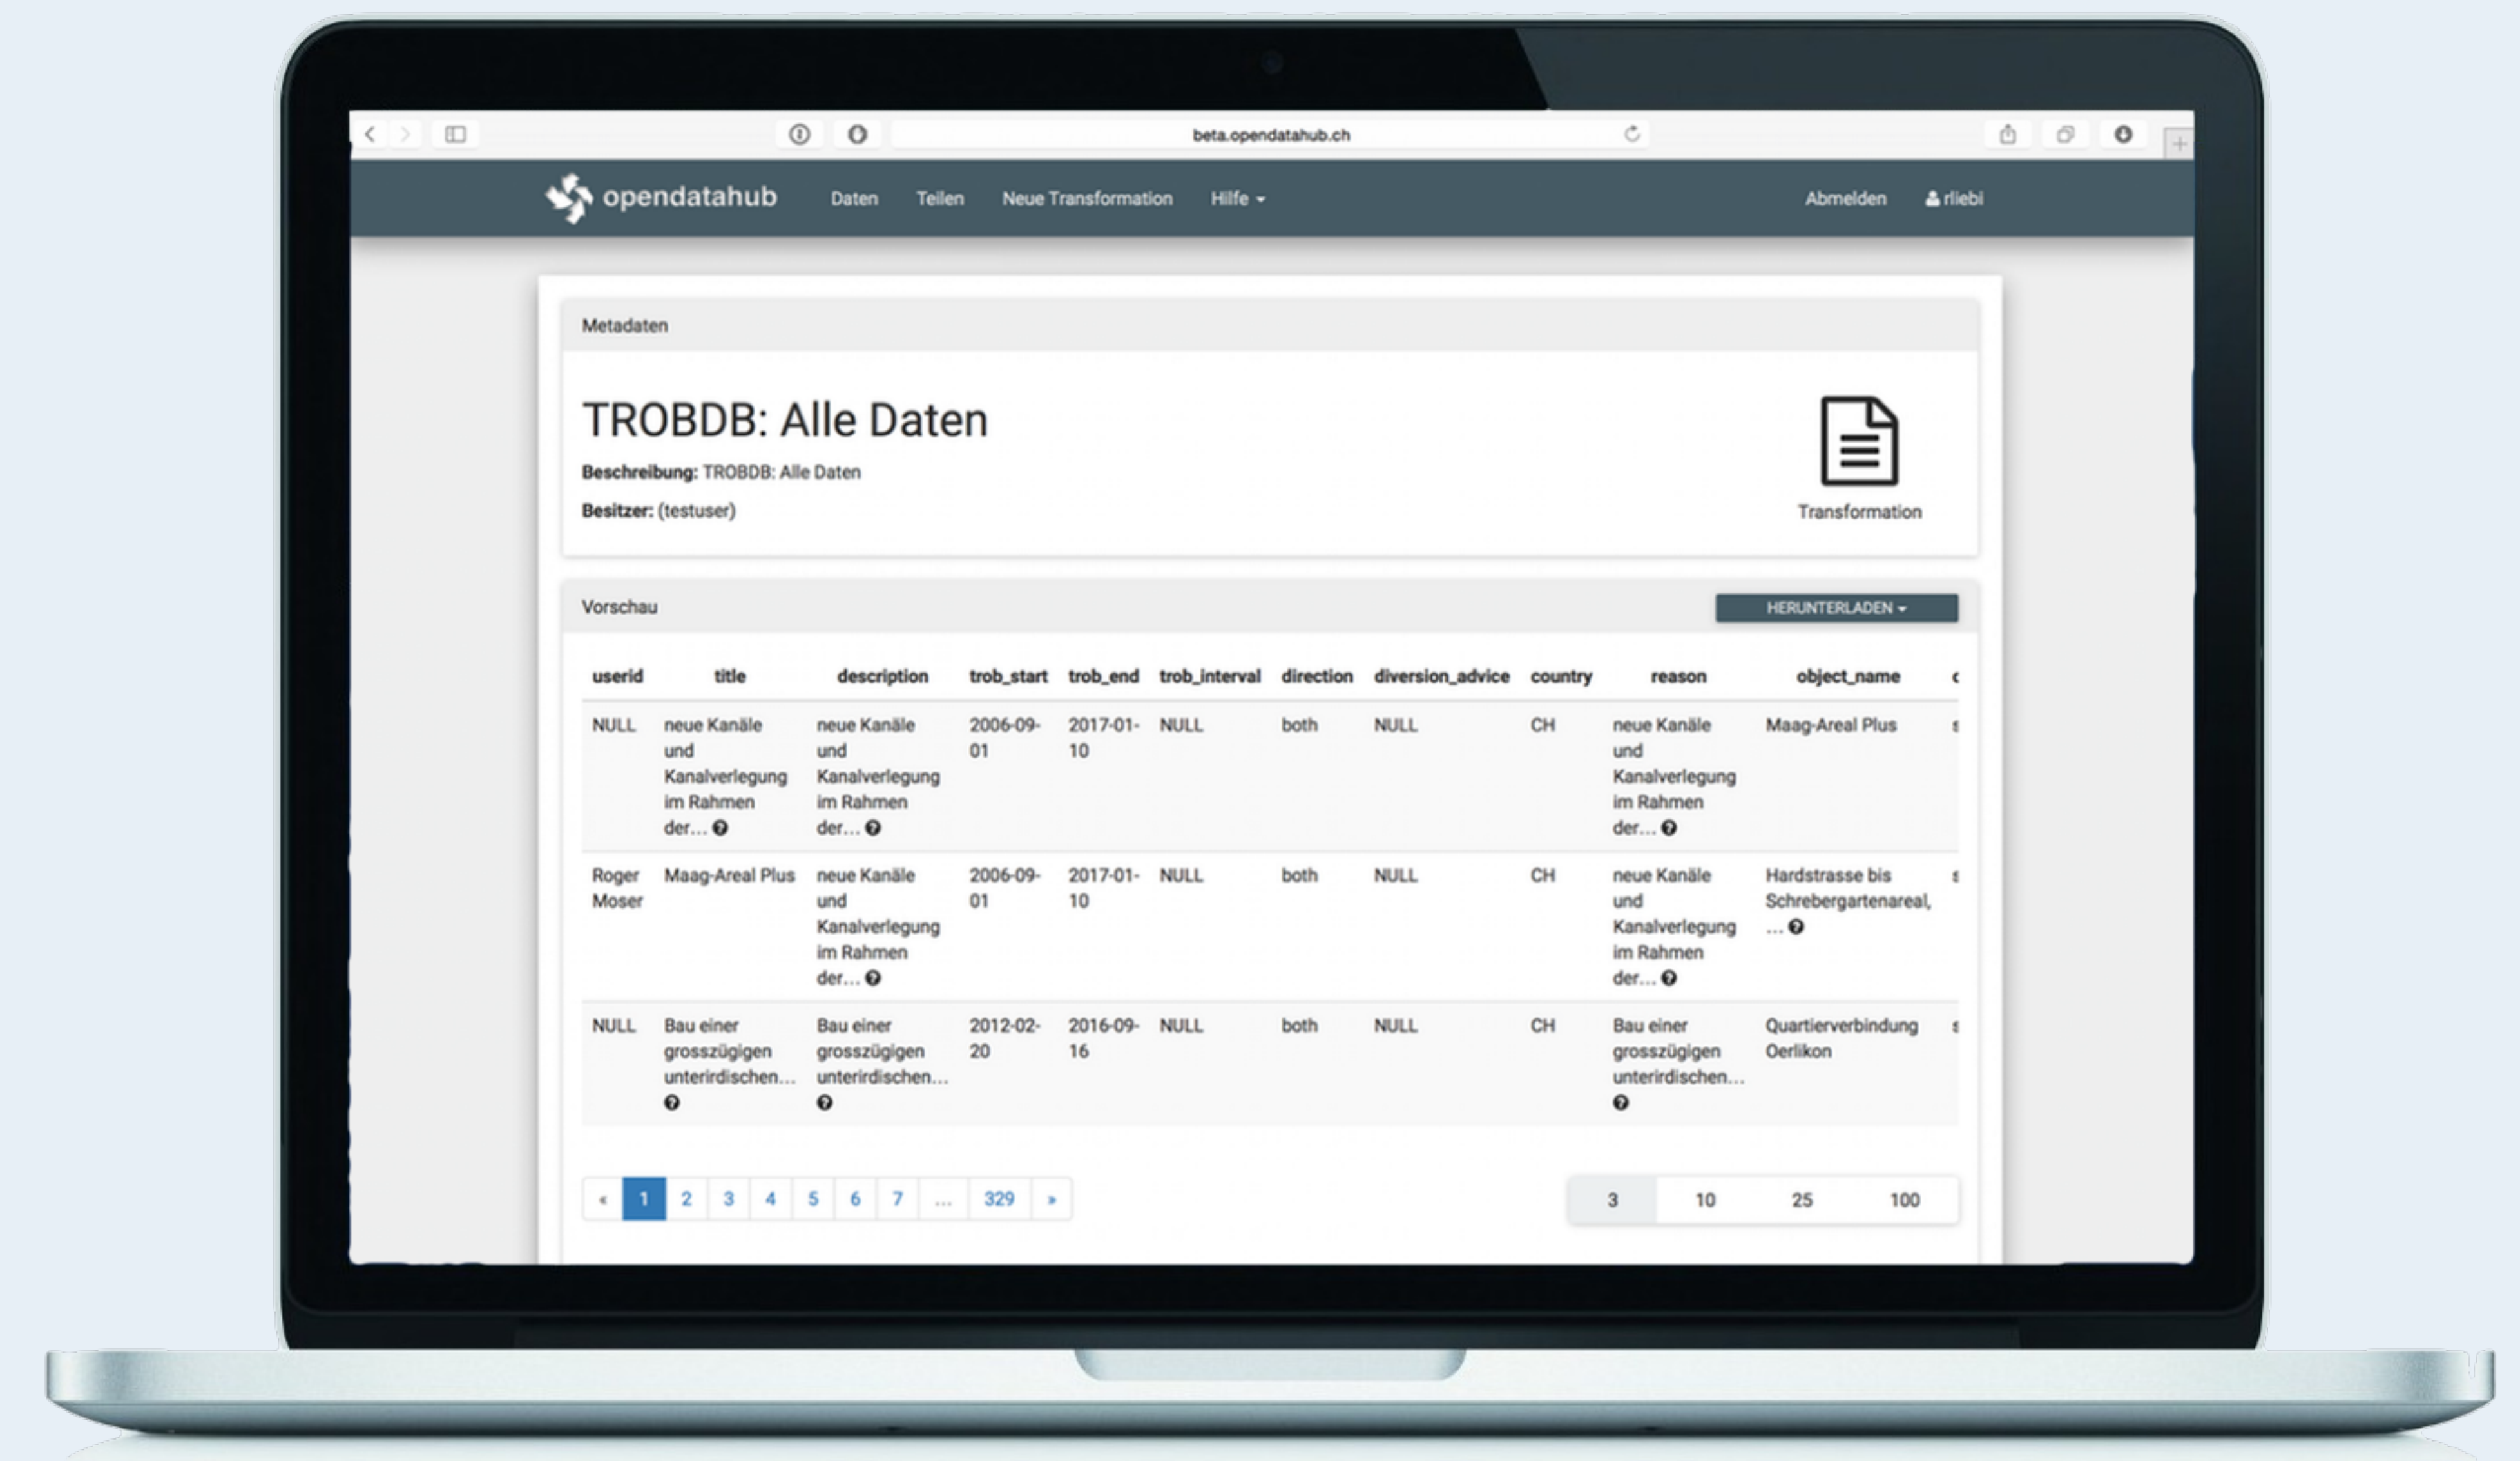 beta.opendatahub.ch
opendatahub Daten Teilen Neue Transformation Hilfe Abmelden rliebi
Metadaten
TROBDB: Alle Daten
Beschreibung: TROBDB: Alle Daten
Besitzer: (testuser)
Transformation
Vorschau HERUNTERLADEN
userid title description trob_start trob_end trob_interval direction diversion_advice country reason object_name
NULL neue Kanäle neue Kanäle 2006-09- 2017-01- NULL both NULL CH neue Kanäle Maag-Areal Plus
und und 01 10 und
Kanalverlegung Kanalverlegung Kanalverlegung
im Rahmen im Rahmen im Rahmen
der... der... der...
Roger Maag-Areal Plus neue Kanäle 2006-09- 2017-01- NULL both NULL CH neue Kanäle Hardstrasse bis
Moser und 01 10 und Schrebergartenareal,
Kanalverlegung Kanalverlegung ...
im Rahmen im Rahmen
der... der...
NULL Bau einer Bau einer 2012-02- 2016-09- NULL both NULL CH Bau einer Quartierverbindung
grosszügigen grosszügigen 20 16 grosszügigen Oerlikon
unterirdischen... unterirdischen... unterirdischen...
« 1 2 3 4 5 6 7 ... 329 » 3 10 25 100